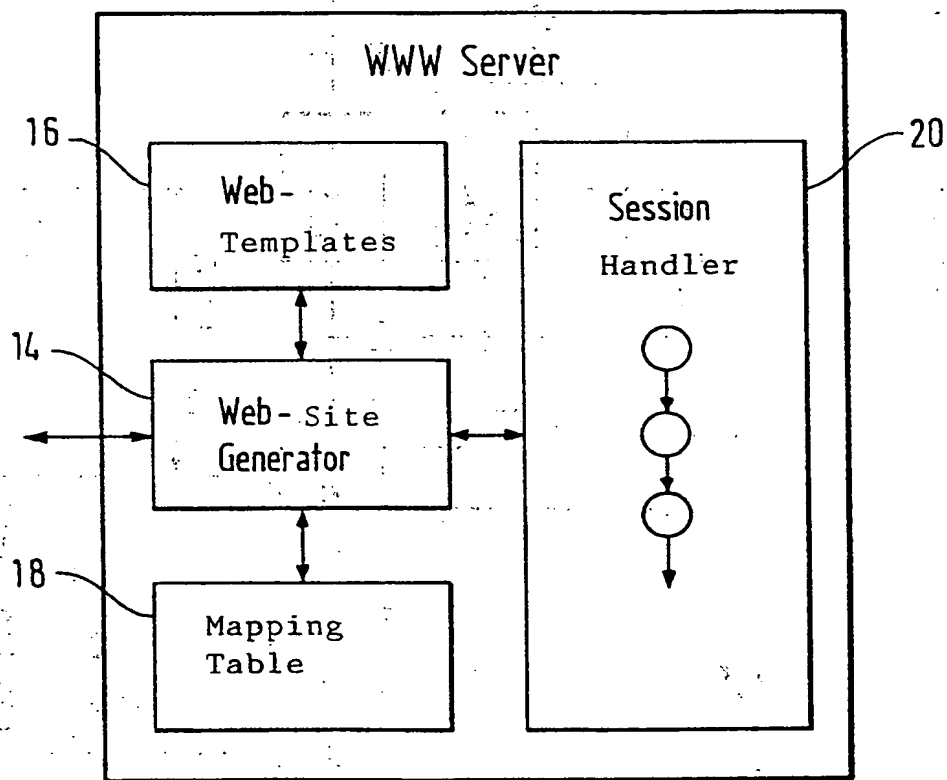 WWW Server
16
20
Web-
Templates
Session
Handler
14
Web- Site
Generator
18
Mapping
Table